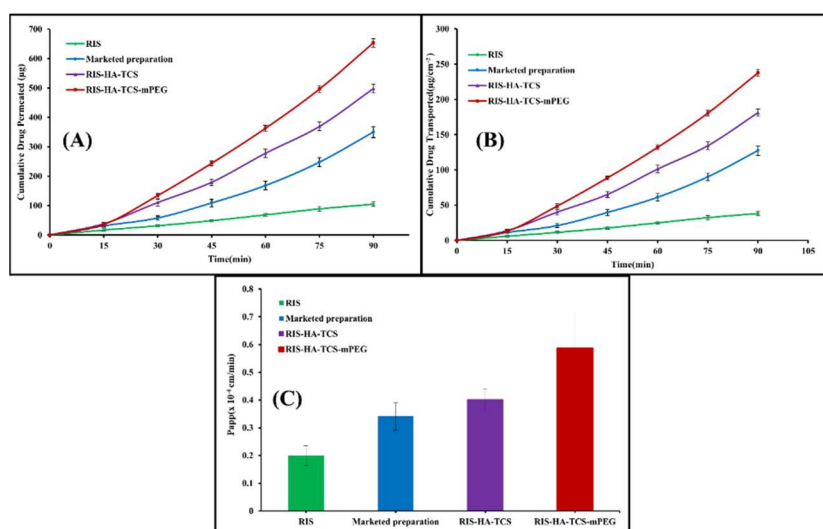 700
600
500
400
300
200
100
0
Cumulative Drug Permeated (µg)
RIS
Marketed preparation
RIS-HA-TCS
RIS-HA-TCS-mPEG
(A)
0 15 30 45 60 75 90
Time(min)
300
250
200
150
100
50
0
Cumulative Drug Transported(µg/cm⁻²)
RIS
Marketed preparation
RIS-HA-TCS
RIS-HA-TCS-mPEG
(B)
0 15 30 45 60 75 90 105
Time(min)
0.8
0.7
0.6
0.5
0.4
0.3
0.2
0.1
0
Papp(x 10⁻⁴ cm/min)
RIS
Marketed preparation
RIS-HA-TCS
RIS-HA-TCS-mPEG
(C)
RIS Marketed preparation RIS-HA-TCS RIS-HA-TCS-mPEG